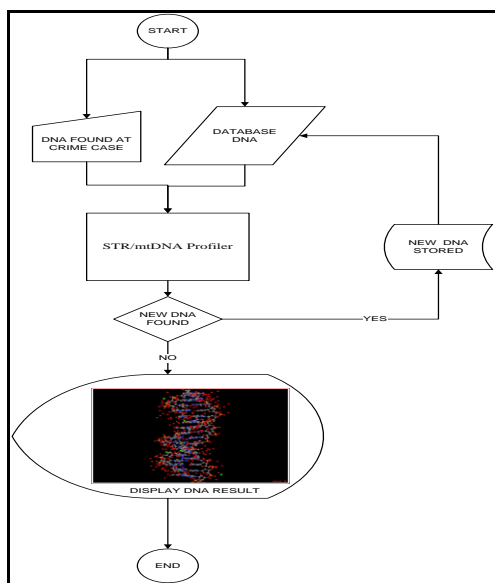 START
DNA FOUND AT
CRIME CASE
DATABASE
DNA
STR/mtDNA Profiler
NEW DNA
STORED
NEW DNA
FOUND
YES
NO
DISPLAY DNA RESULT
END